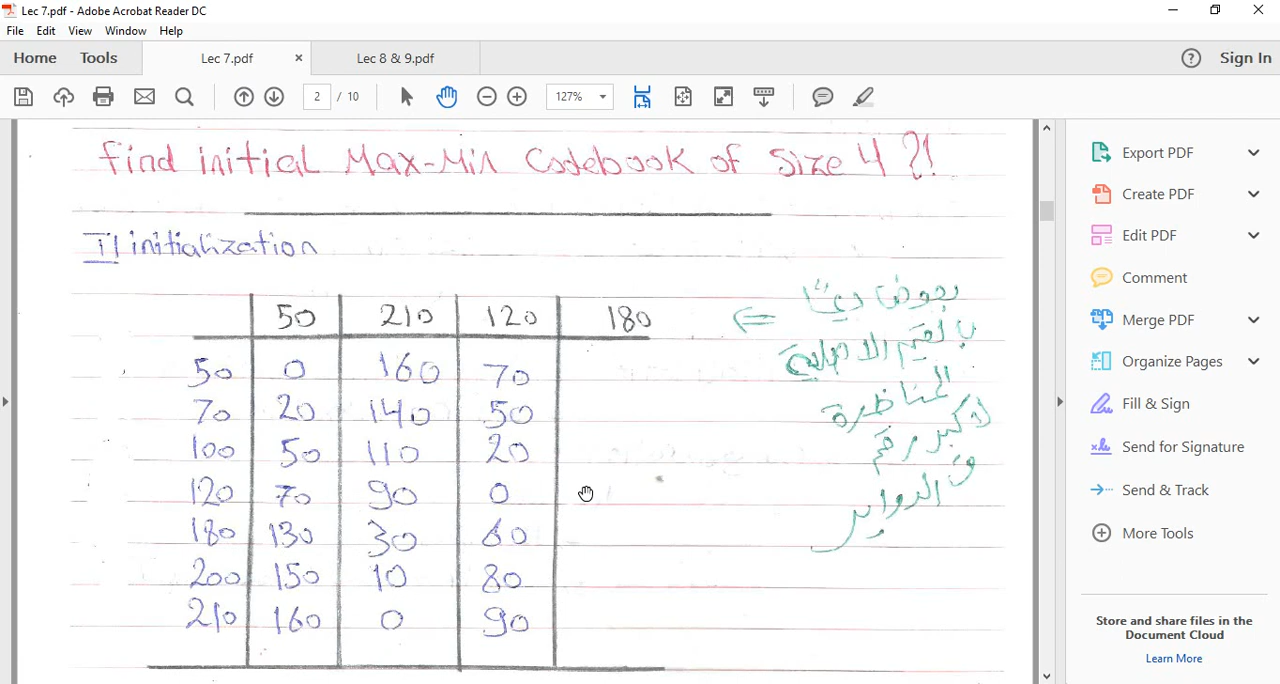 Lec 7.pdf - Adobe Acrobat Reader DC
File Edit View Window Help
Home Tools Lec 7.pdf × Lec 8 & 9.pdf ? Sign In
2 / 10 127%
Find initial Max-Min Codebook of Size 4 ?!
I] initialization
50 210 120 180
50 0 160 70
70 20 140 50
100 50 110 20
120 70 90 0
180 130 30 60
200 150 10 80
210 160 0 90
بعوض
بالقيم الاصلية
المناظرة
لاكبر رقم
فى الدواير
Export PDF
Create PDF
Edit PDF
Comment
Merge PDF
Organize Pages
Fill & Sign
Send for Signature
Send & Track
More Tools
Store and share files in the
Document Cloud
Learn More